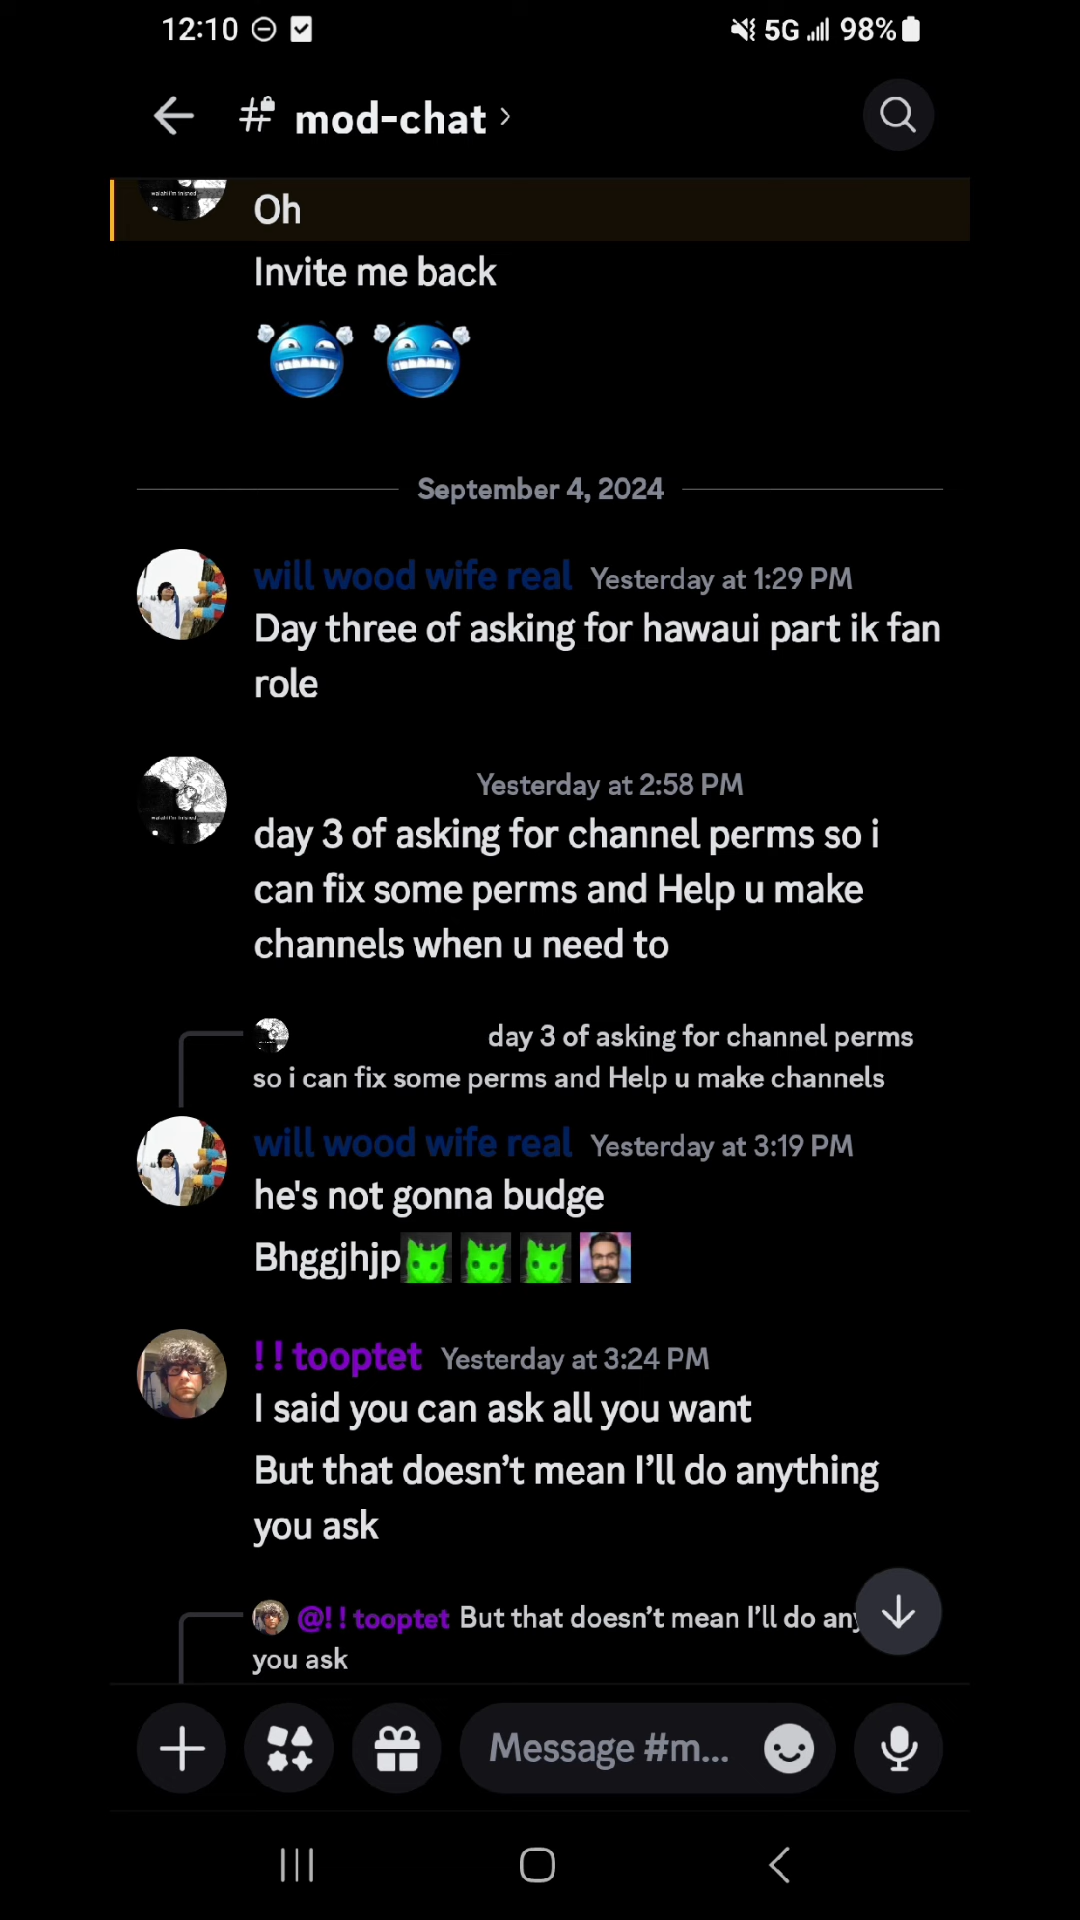 12:10 5G 98%
# mod-chat ›
Oh
Invite me back
September 4, 2024
will wood wife real Yesterday at 1:29 PM
Day three of asking for hawaui part ik fan
role
Yesterday at 2:58 PM
day 3 of asking for channel perms so i
can fix some perms and Help u make
channels when u need to
day 3 of asking for channel perms
so i can fix some perms and Help u make channels
will wood wife real Yesterday at 3:19 PM
he's not gonna budge
Bhggjhjp
! ! tooptet Yesterday at 3:24 PM
I said you can ask all you want
But that doesn’t mean I’ll do anything
you ask
@! ! tooptet But that doesn’t mean I’ll do any
you ask
Message #m...